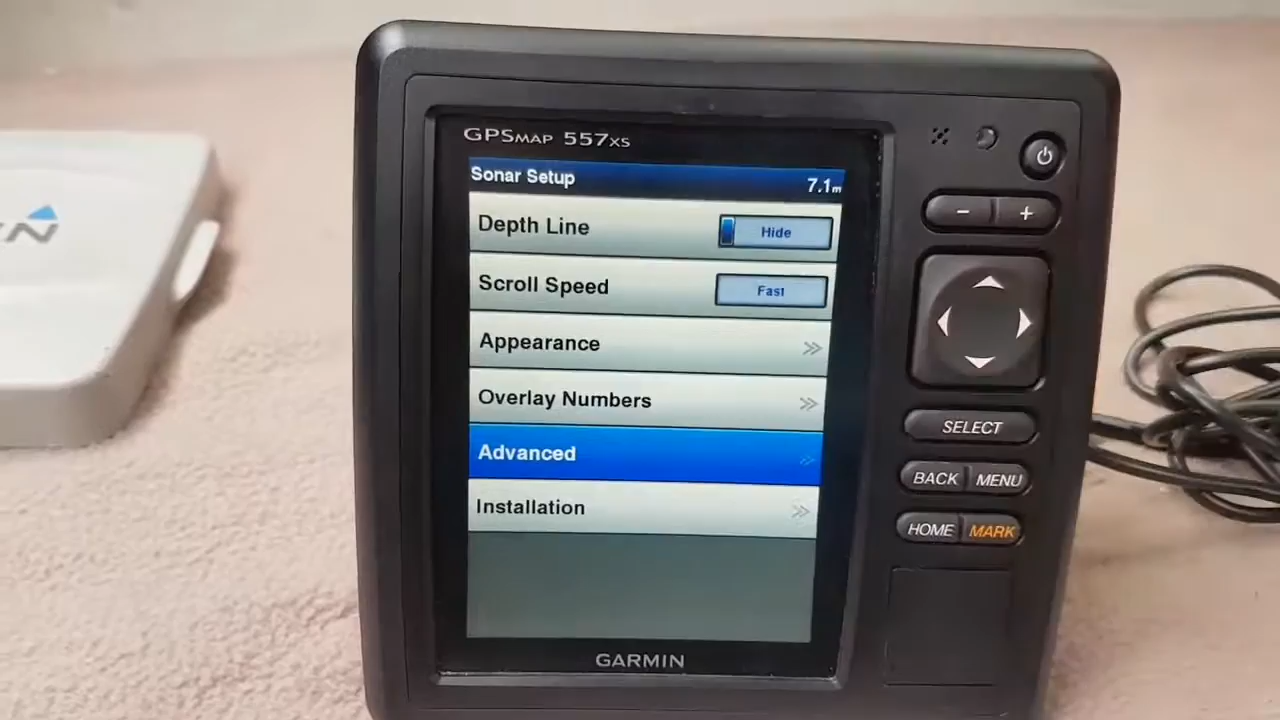 GPSMAP 557XS
Sonar Setup 7.1m
Depth Line Hide
Scroll Speed Fast
Appearance
Overlay Numbers
Advanced
Installation
GARMIN
- +
SELECT
BACK MENU
HOME MARK